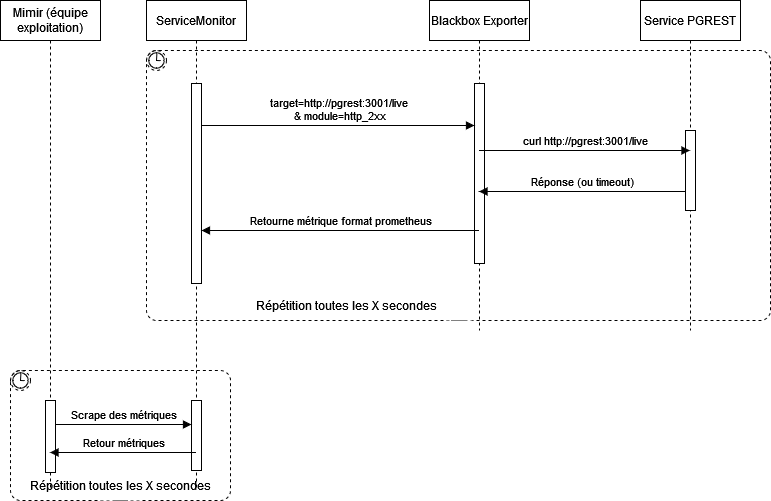 Mimir (équipe
exploitation)
ServiceMonitor
Blackbox Exporter
Service PGREST
target=http://pgrest:3001/live
& module=http_2xx
curl http://pgrest:3001/live
Réponse (ou timeout)
Retourne métrique format prometheus
Répétition toutes les X secondes
Scrape des métriques
Retour métriques
Répétition toutes les X secondes